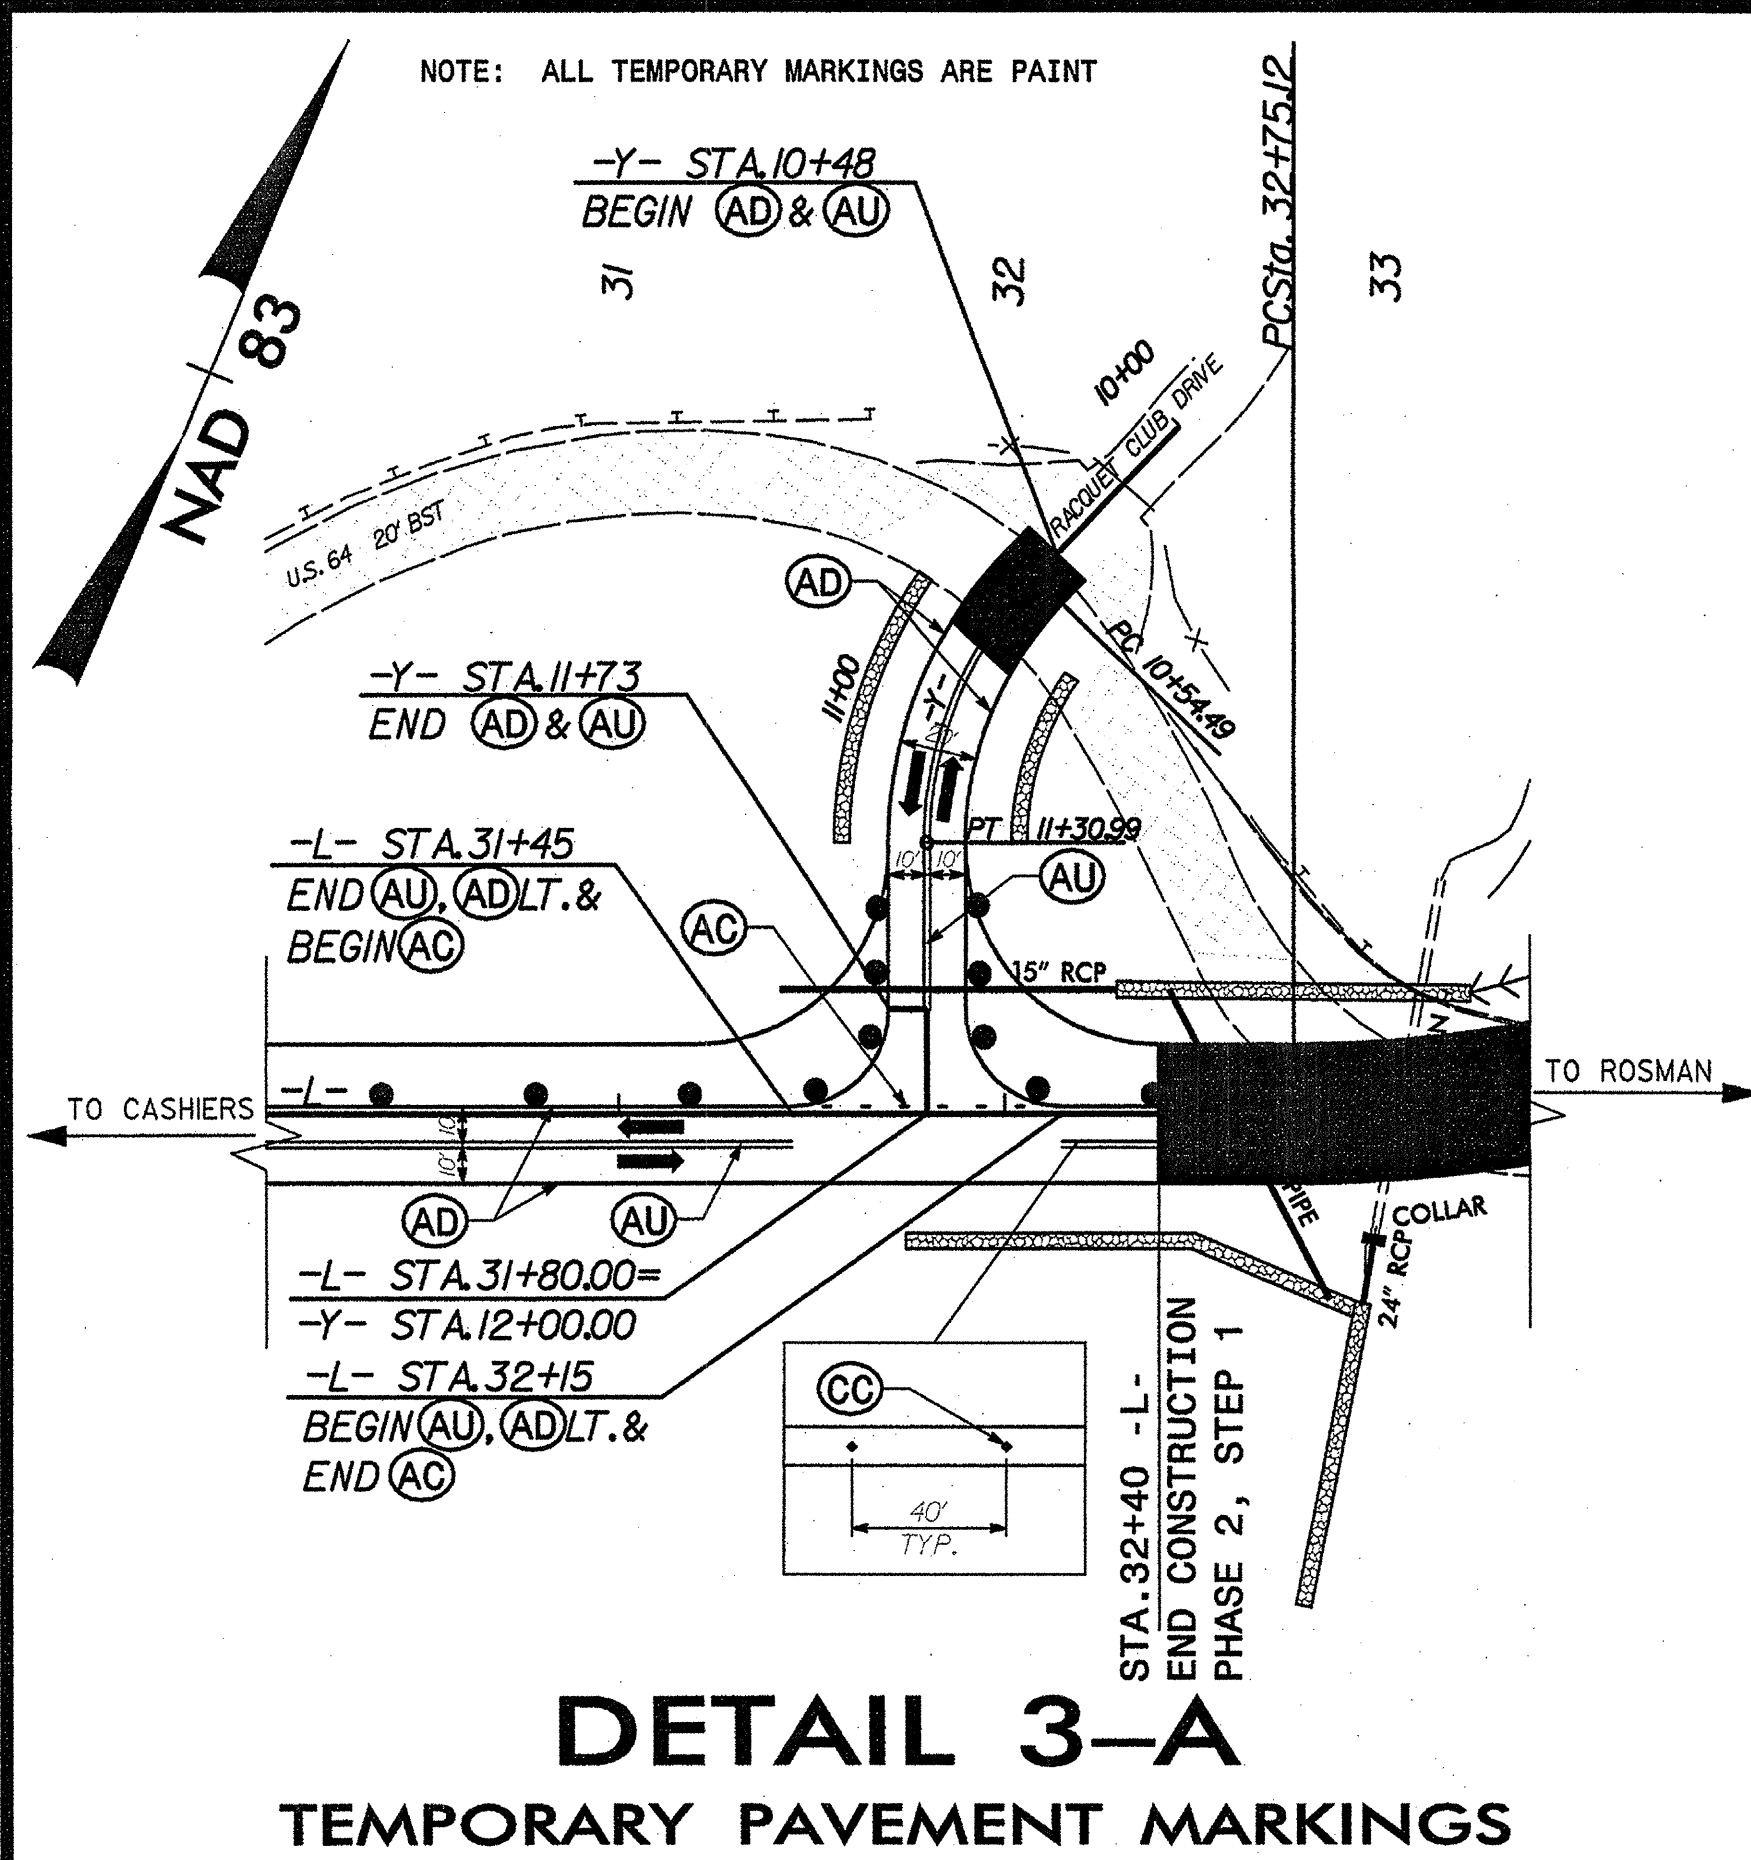 NOTE: ALL TEMPORARY MARKINGS ARE PAINT
PCSta. 32+75.12
-Y- STA.10+48
BEGIN AD & AU
31
32
33
NAD 83
10+00
RACQUET CLUB DRIVE
U.S. 64 20' BST
AD
PC 10+54.49
-Y- STA.11+73
END AD & AU
11+00
-Y-
20'
-L- STA.31+45
END AU, AD LT. &
BEGIN AC
PT 11+30.99
10' 10'
AU
AC
15" RCP
-L-
TO CASHIERS
TO ROSMAN
10'
10'
AD
AU
PIPE
COLLAR
24" RCP
-L- STA.31+80.00=
-Y- STA.12+00.00
-L- STA.32+15
BEGIN AU, AD LT. &
END AC
CC
40'
TYP.
STA.32+40 -L-
END CONSTRUCTION
PHASE 2, STEP 1
DETAIL 3-A
TEMPORARY PAVEMENT MARKINGS